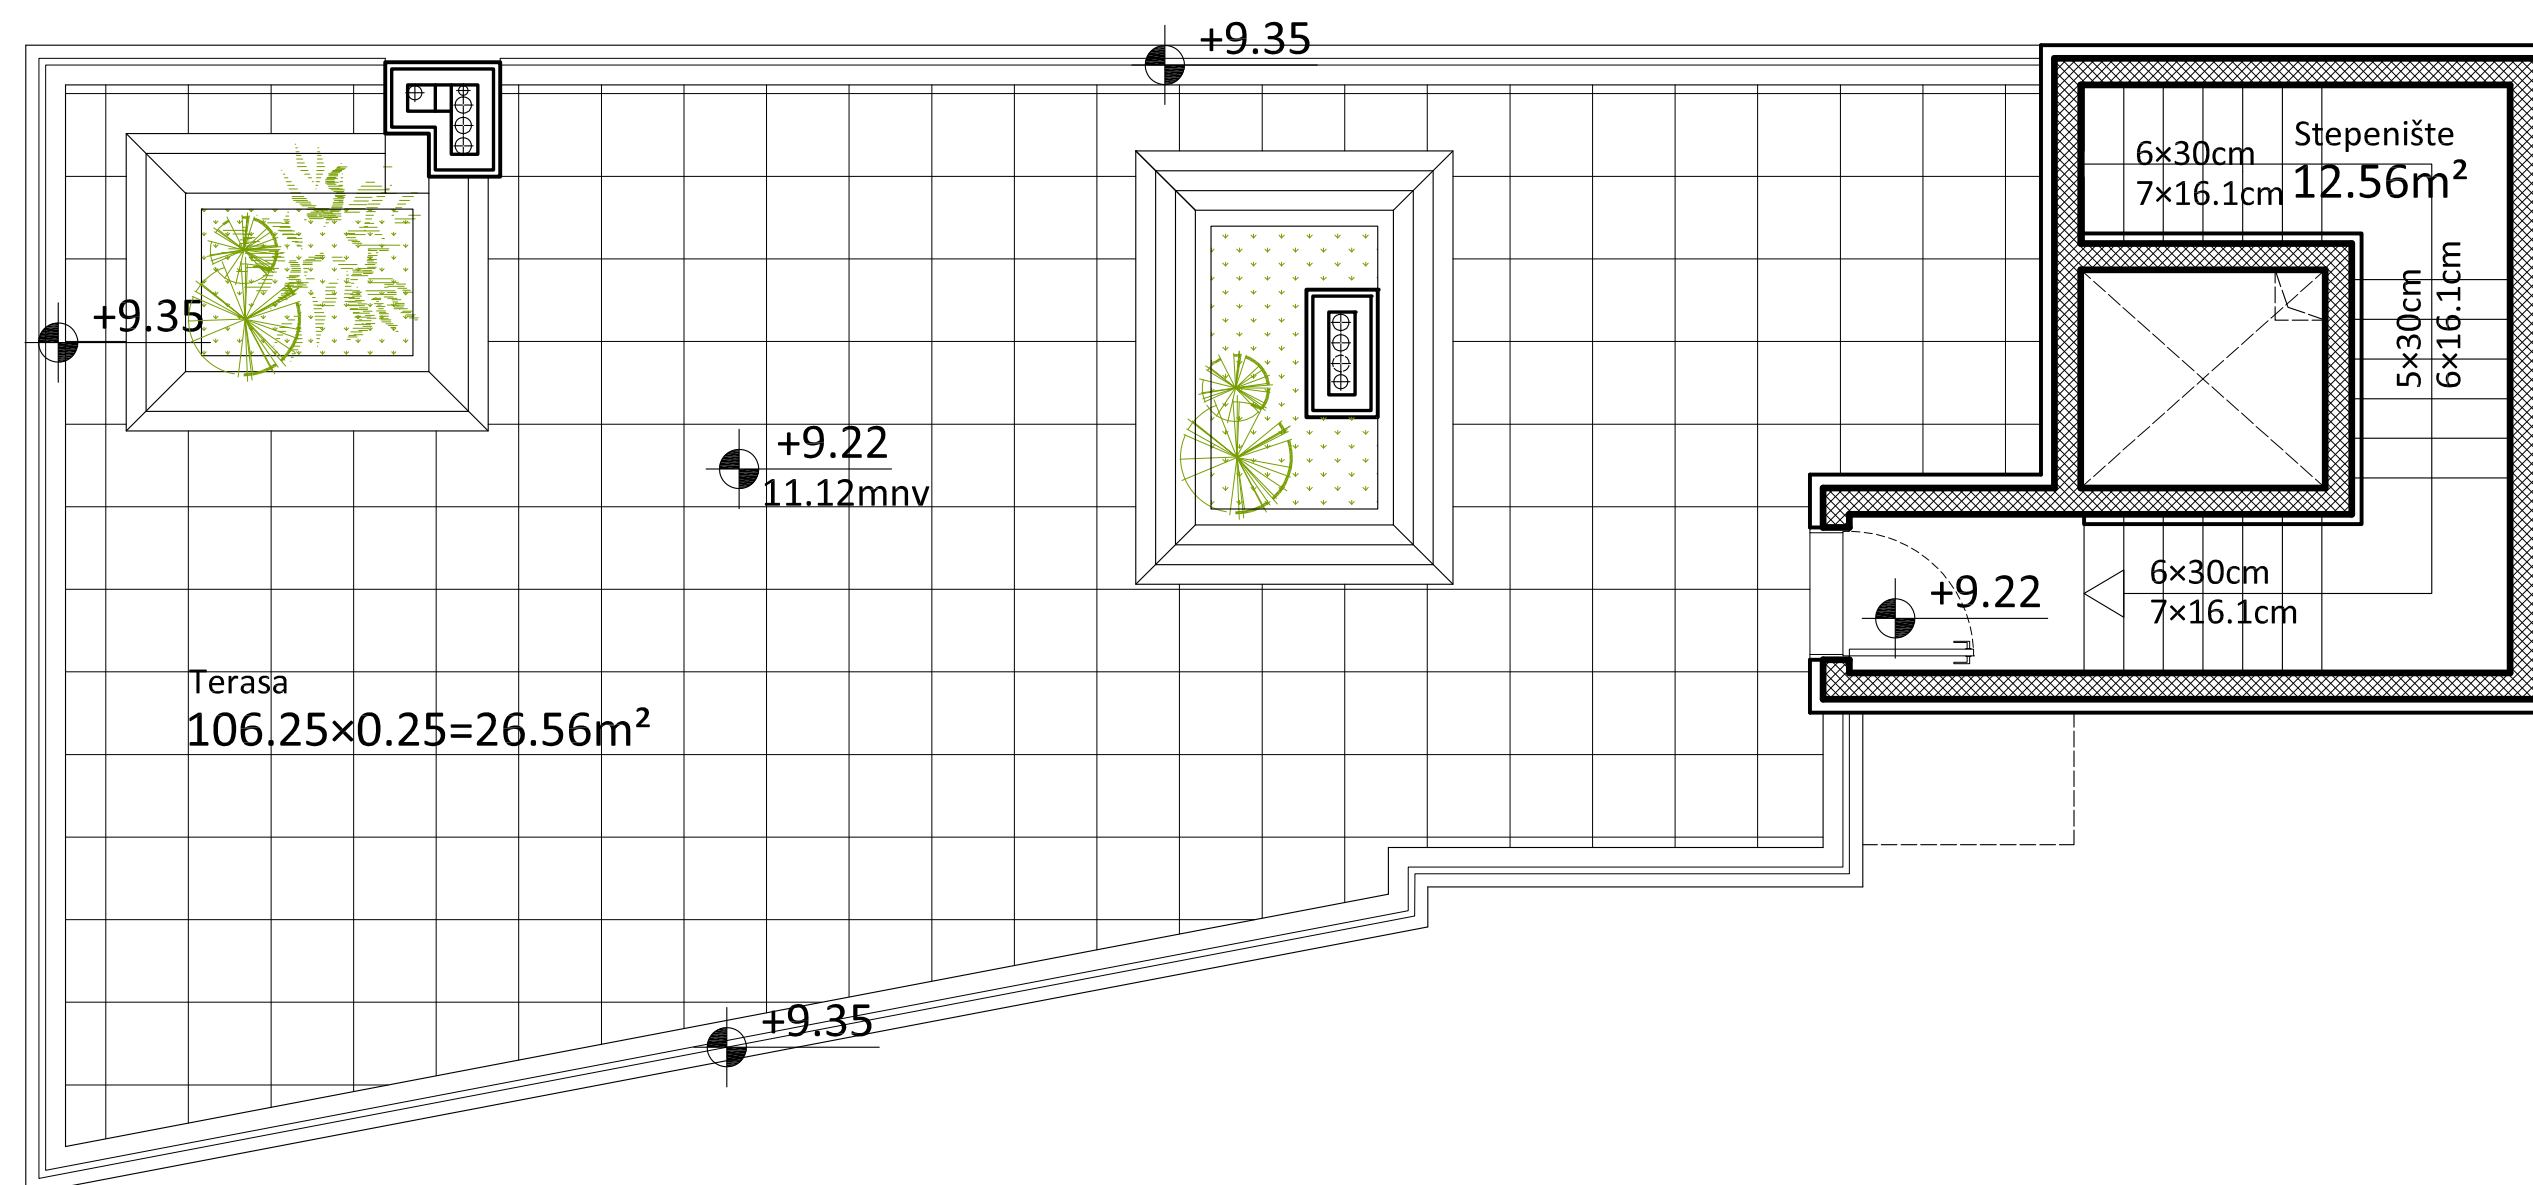 +9.35
Stepenište
12.56m²
6×30cm
7×16.1cm
+9.35
5×30cm
6×16.1cm
+9.22
11.12mnv
6×30cm
7×16.1cm
+9.22
Terasa
106.25×0.25=26.56m²
+9.35